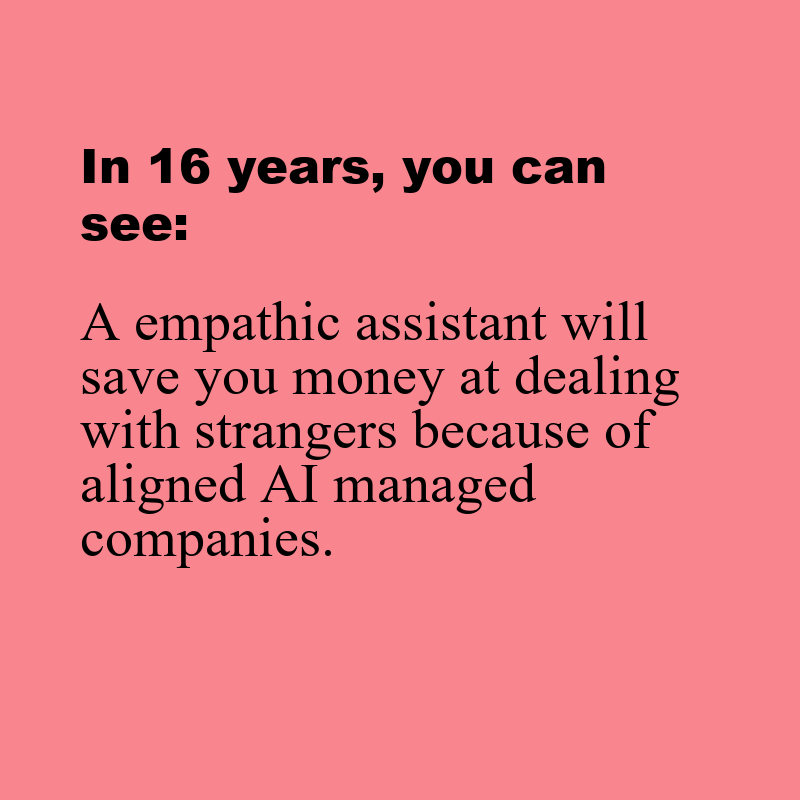 In 16 years, you can
see:
A empathic assistant will
save you money at dealing
with strangers because of
aligned AI managed
companies.